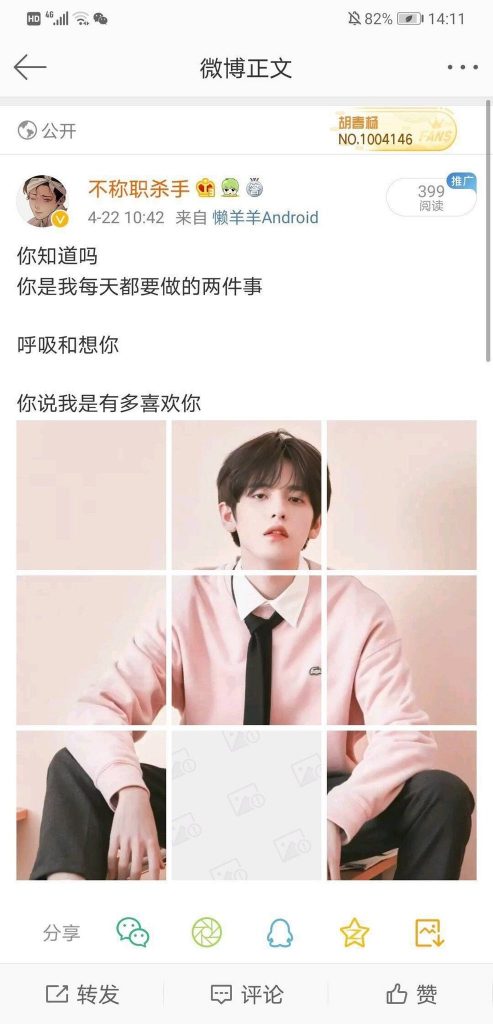 HD 4G 82% 14:11
微博正文
公开
胡春杨
NO.1004146
FANS
不称职杀手
推广
399
阅读
4-22 10:42 来自 懒羊羊Android
你知道吗
你是我每天都要做的两件事
呼吸和想你
你说我是有多喜欢你
分享
转发
评论
赞